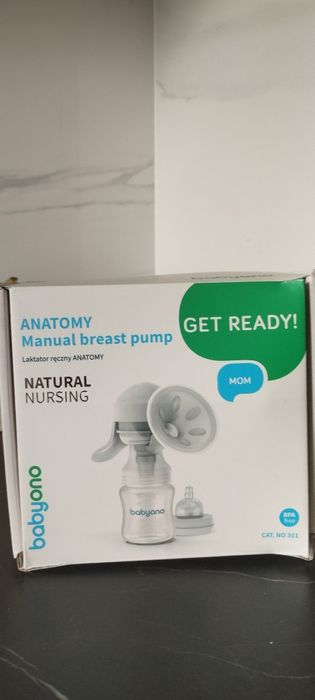 babyono
ANATOMY
Manual breast pump
Laktator ręczny ANATOMY
GET READY!
MOM
NATURAL
NURSING
babyono
babyono
BPA
free
CAT. NO 301